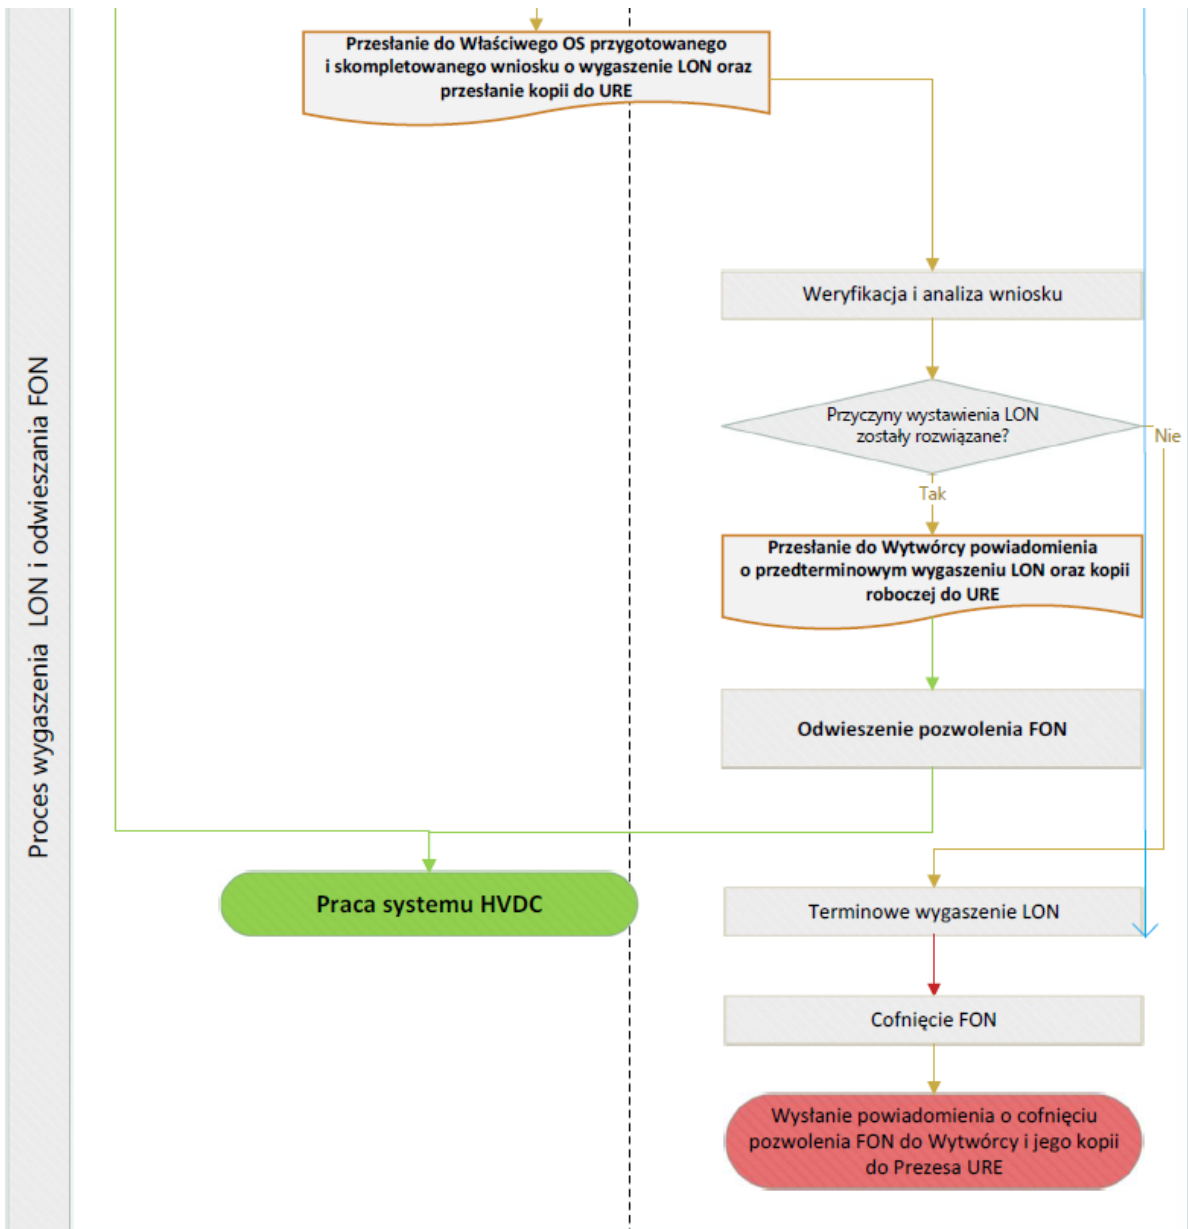 Proces wygaszenia LON i odwieszania FON
Przesłanie do Właściwego OS przygotowanego
i skompletowanego wniosku o wygaszenie LON oraz
przesłanie kopii do URE
Weryfikacja i analiza wniosku
Przyczyny wystawienia LON
zostały rozwiązane?
Nie
Tak
Przesłanie do Wytwórcy powiadomienia
o przedterminowym wygaszeniu LON oraz kopii
roboczej do URE
Odwieszenie pozwolenia FON
Praca systemu HVDC
Terminowe wygaszenie LON
Cofnięcie FON
Wysłanie powiadomienia o cofnięciu
pozwolenia FON do Wytwórcy i jego kopii
do Prezesa URE